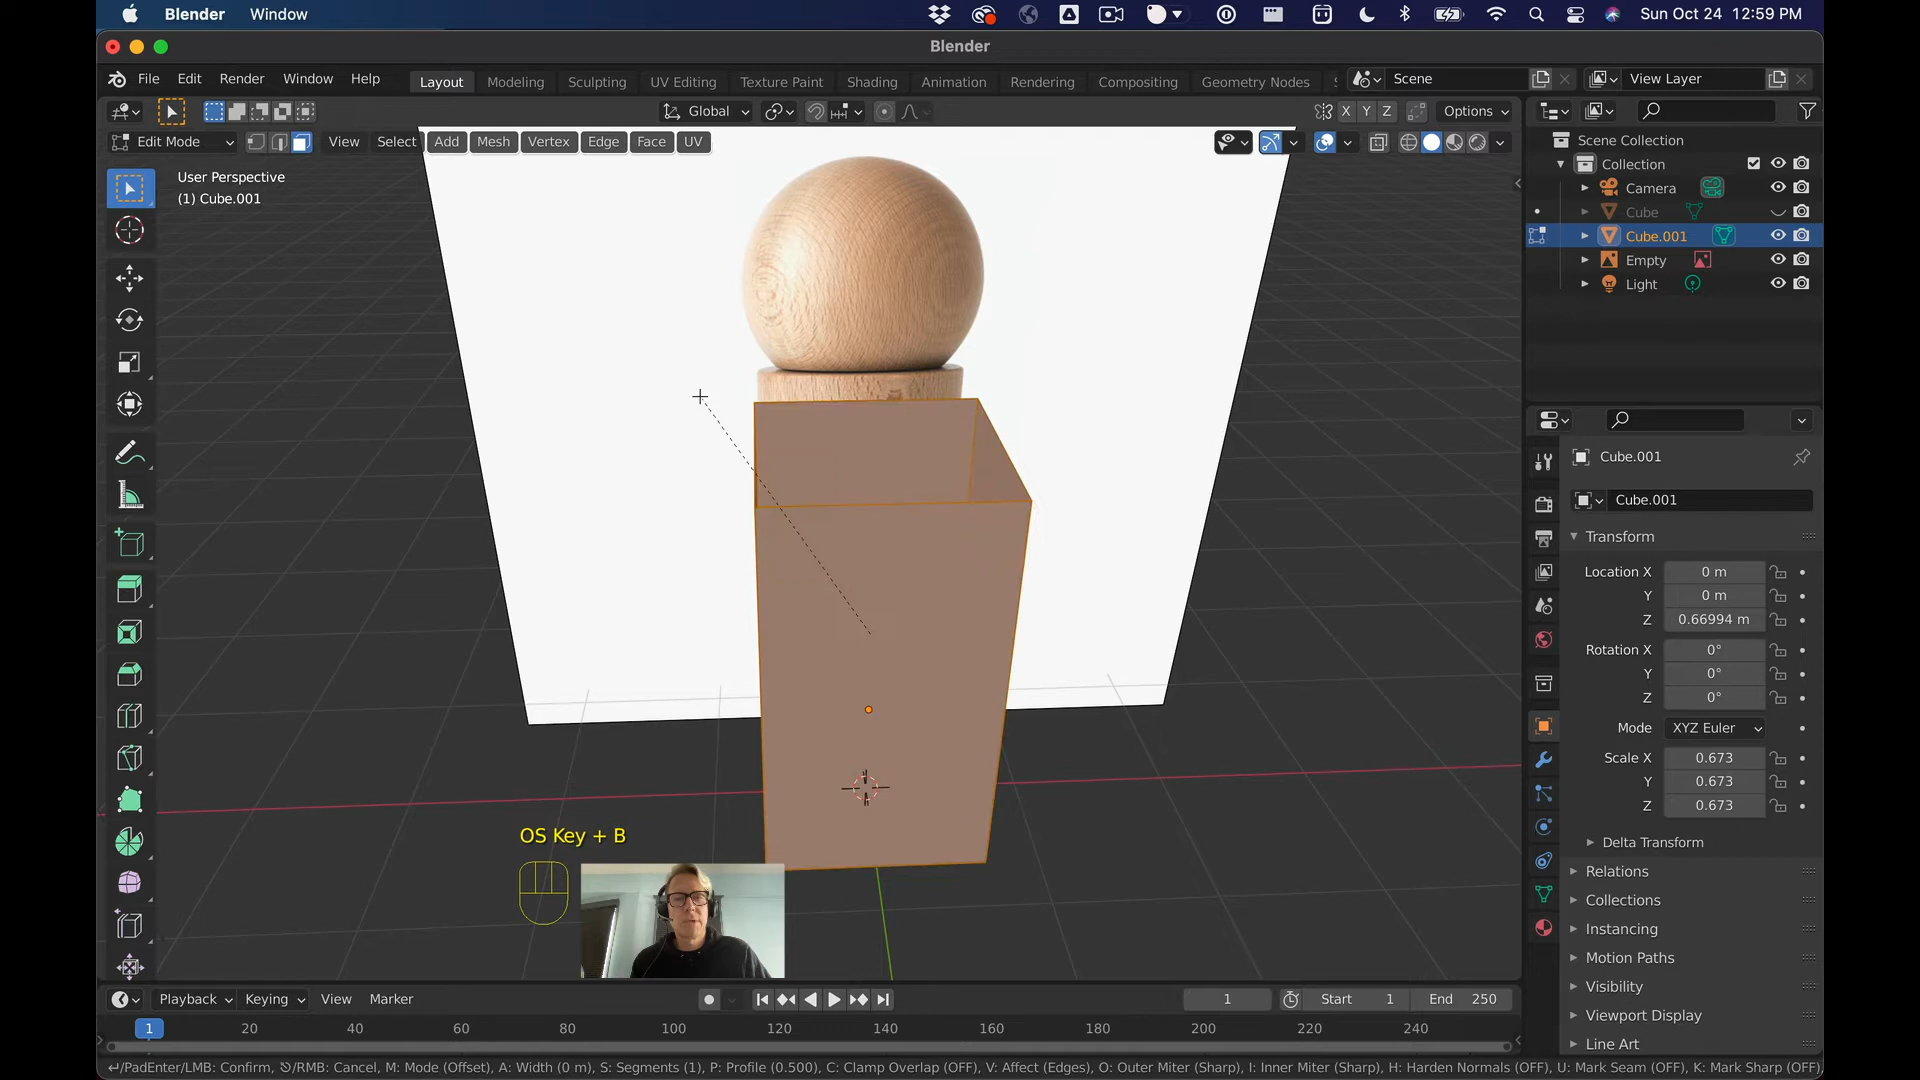 Blender Window Sun Oct 24 12:59 PM
Blender
File Edit Render Window Help Layout Modeling Sculpting UV Editing Texture Paint Shading Animation Rendering Compositing Geometry Nodes Scene View Layer
Global X Y Z Options
Edit Mode View Select Add Mesh Vertex Edge Face UV
User Perspective
(1) Cube.001
Scene Collection
Collection
Camera
Cube
Cube.001
Empty
Light
Cube.001
Cube.001
Transform
Location X 0 m
Y 0 m
Z 0.66994 m
Rotation X 0°
Y 0°
Z 0°
Mode XYZ Euler
Scale X 0.673
Y 0.673
Z 0.673
Delta Transform
Relations
Collections
Instancing
Motion Paths
Visibility
Viewport Display
Line Art
OS Key + B
Playback Keying View Marker 1 Start 1 End 250
1 20 40 60 80 100 120 140 160 180 200 220 240
↵/PadEnter/LMB: Confirm, ⎋/RMB: Cancel, M: Mode (Offset), A: Width (0 m), S: Segments (1), P: Profile (0.500), C: Clamp Overlap (OFF), V: Affect (Edges), O: Outer Miter (Sharp), I: Inner Miter (Sharp), H: Harden Normals (OFF), U: Mark Seam (OFF), K: Mark Sharp (OFF)